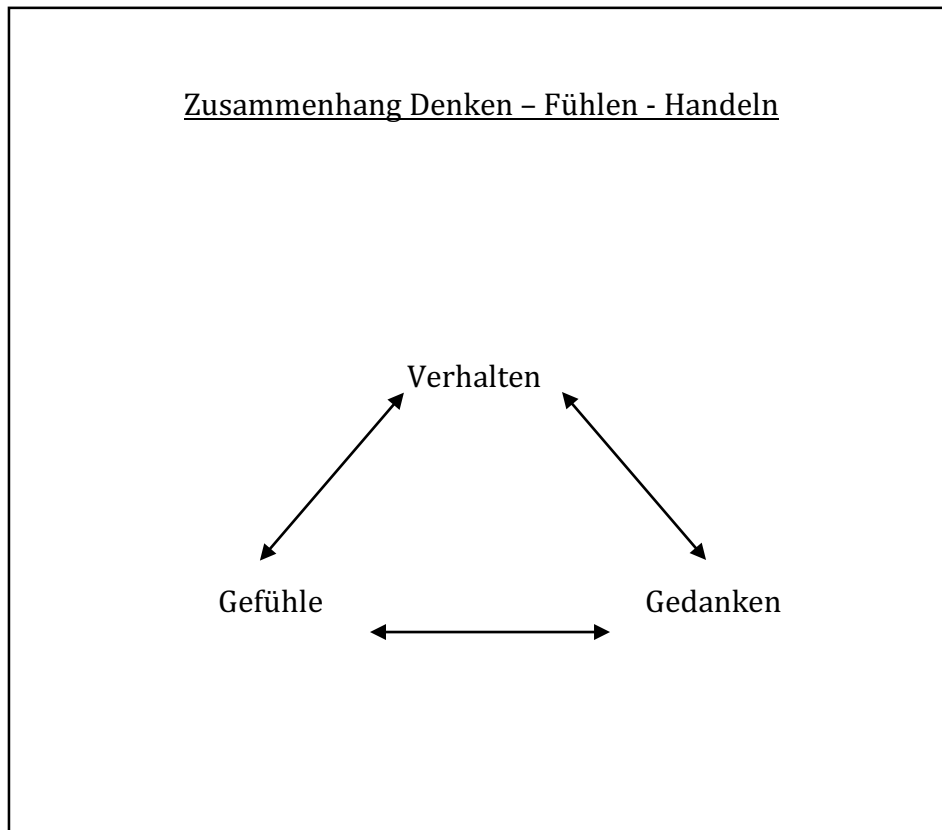 Zusammenhang Denken – Fühlen - Handeln
Verhalten
Gefühle Gedanken